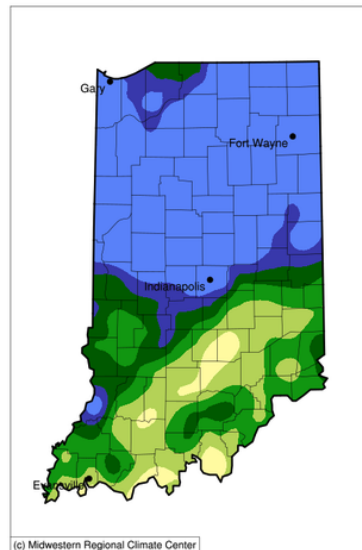 Gary
Fort Wayne
Indianapolis
Evansville
(c) Midwestern Regional Climate Center